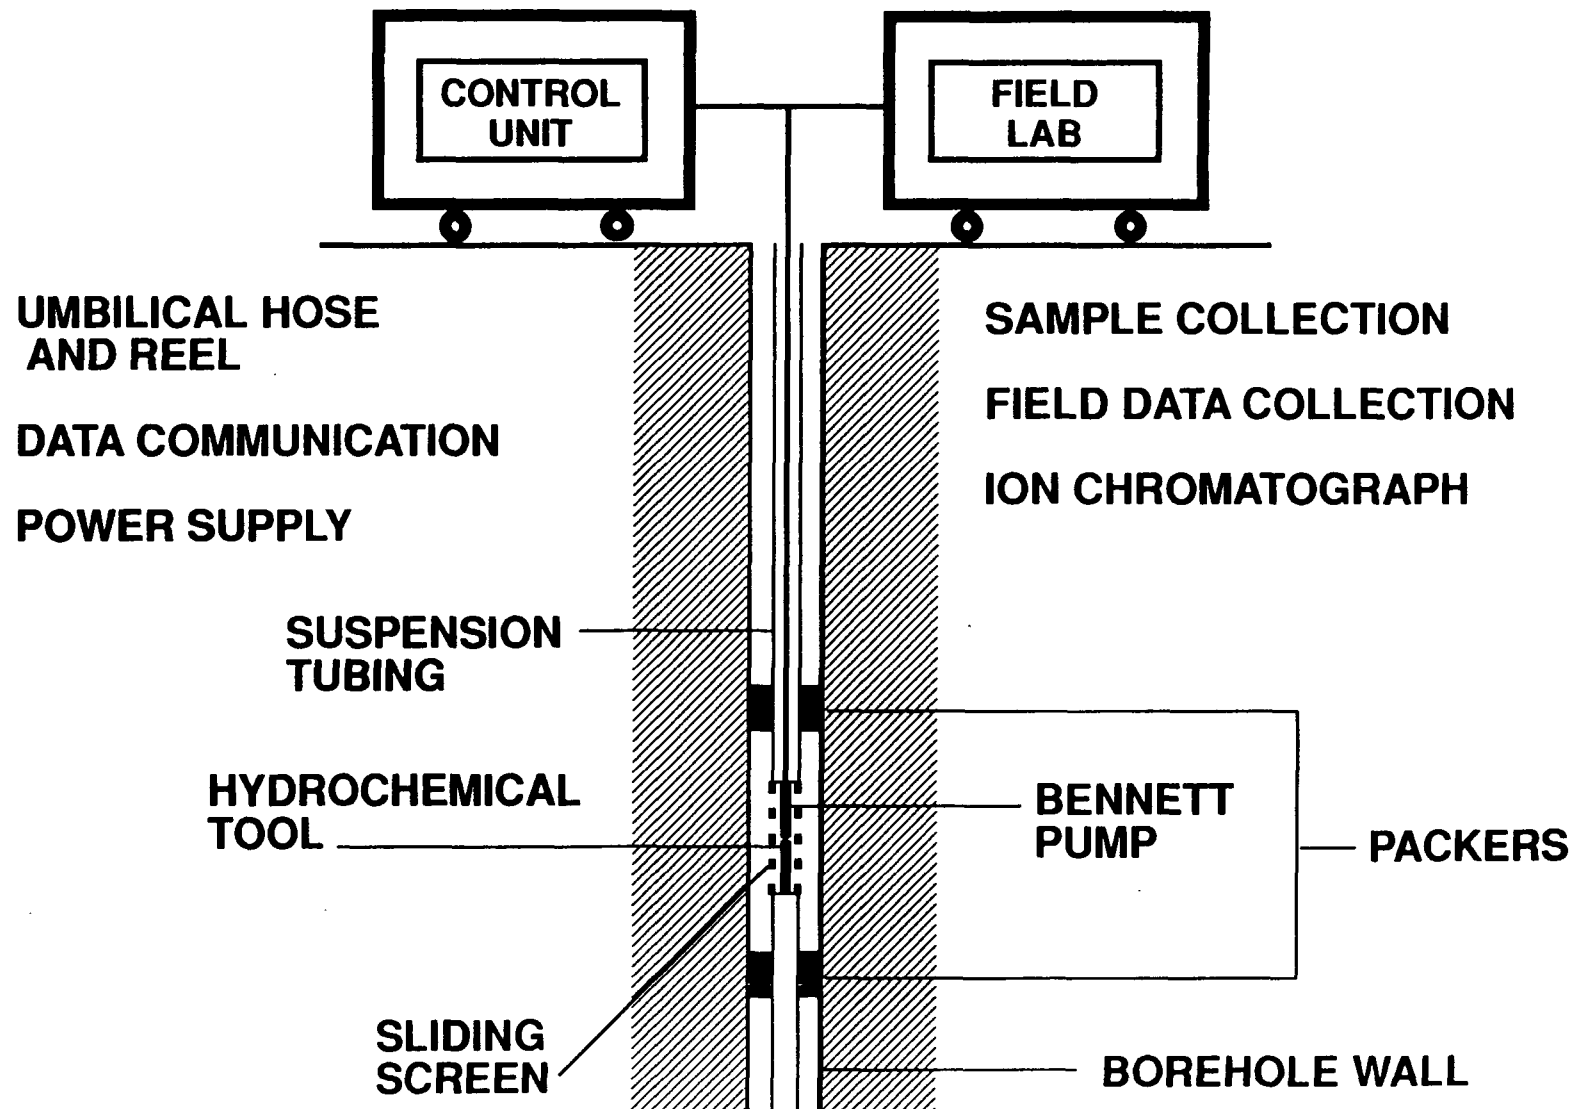 CONTROL
UNIT
FIELD
LAB
UMBILICAL HOSE
AND REEL
DATA COMMUNICATION
POWER SUPPLY
SAMPLE COLLECTION
FIELD DATA COLLECTION
ION CHROMATOGRAPH
SUSPENSION
TUBING
HYDROCHEMICAL
TOOL
BENNETT
PUMP
PACKERS
SLIDING
SCREEN
BOREHOLE WALL